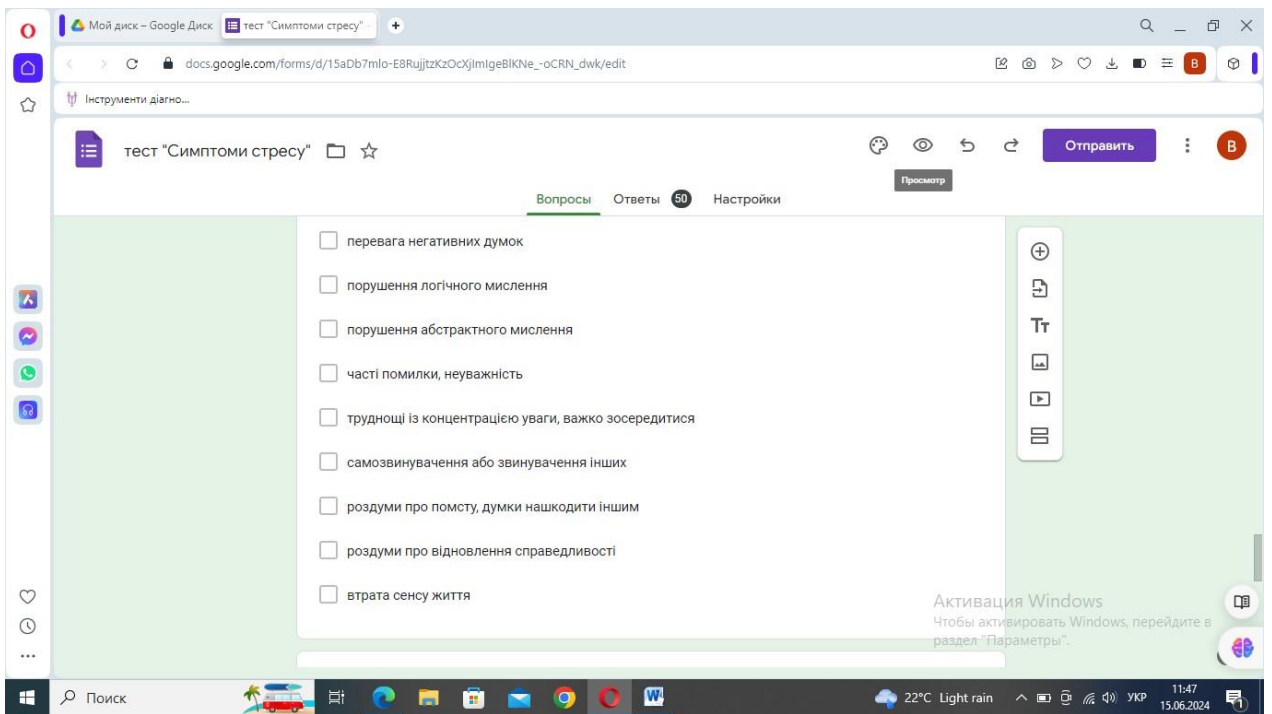 Мой диск – Google Диск
тест "Симптоми стресу" -
docs.google.com/forms/d/15aDb7mlo-E8RujjtzKzOcXjImIgeBlKNe_-oCRN_dwk/edit
B
Інструменти діагно...
тест "Симптоми стресу"
Отправить
B
Просмотр
Вопросы Ответы 50 Настройки
перевага негативних думок
порушення логічного мислення
порушення абстрактного мислення
Тт
часті помилки, неуважність
труднощі із концентрацією уваги, важко зосередитися
самозвинувачення або звинувачення інших
роздуми про помсту, думки нашкодити іншим
роздуми про відновлення справедливості
втрата сенсу життя
Активация Windows
Чтобы активировать Windows, перейдите в
раздел "Параметры".
Поиск
W
22°C Light rain
УКР
11:47
15.06.2024
1